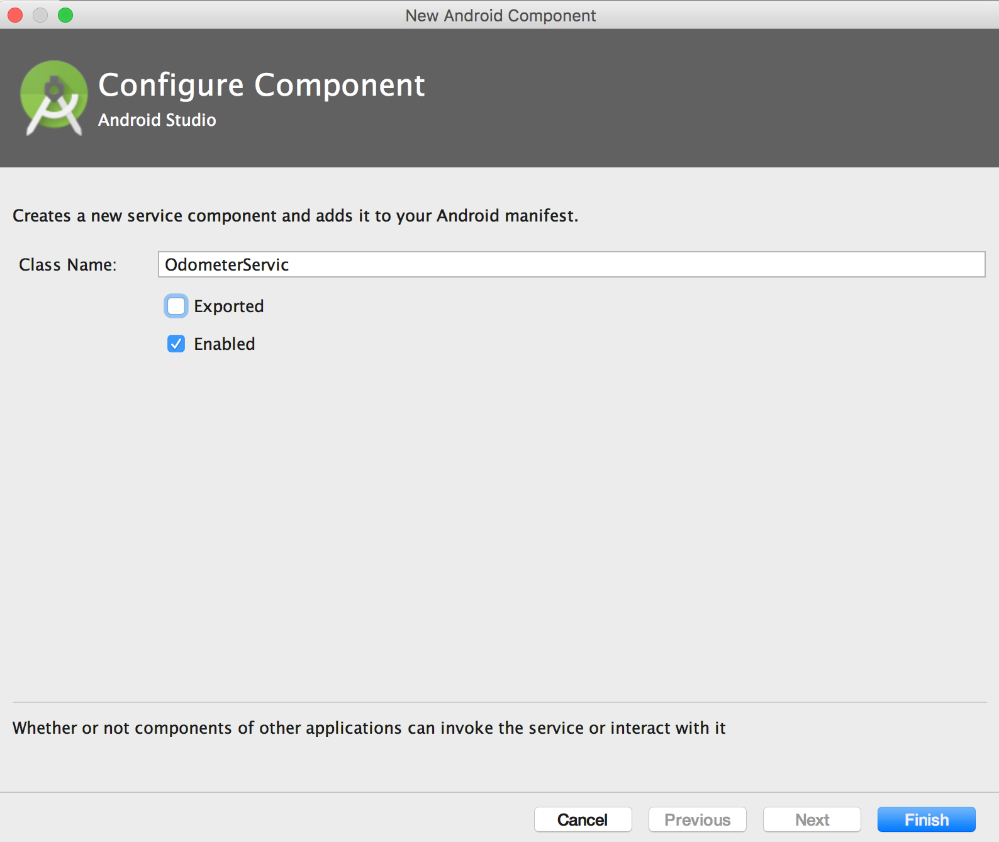 New Android Component
Configure Component
Android Studio
Creates a new service component and adds it to your Android manifest.
Class Name: OdometerServic
Exported
Enabled
Whether or not components of other applications can invoke the service or interact with it
Cancel Previous Next Finish